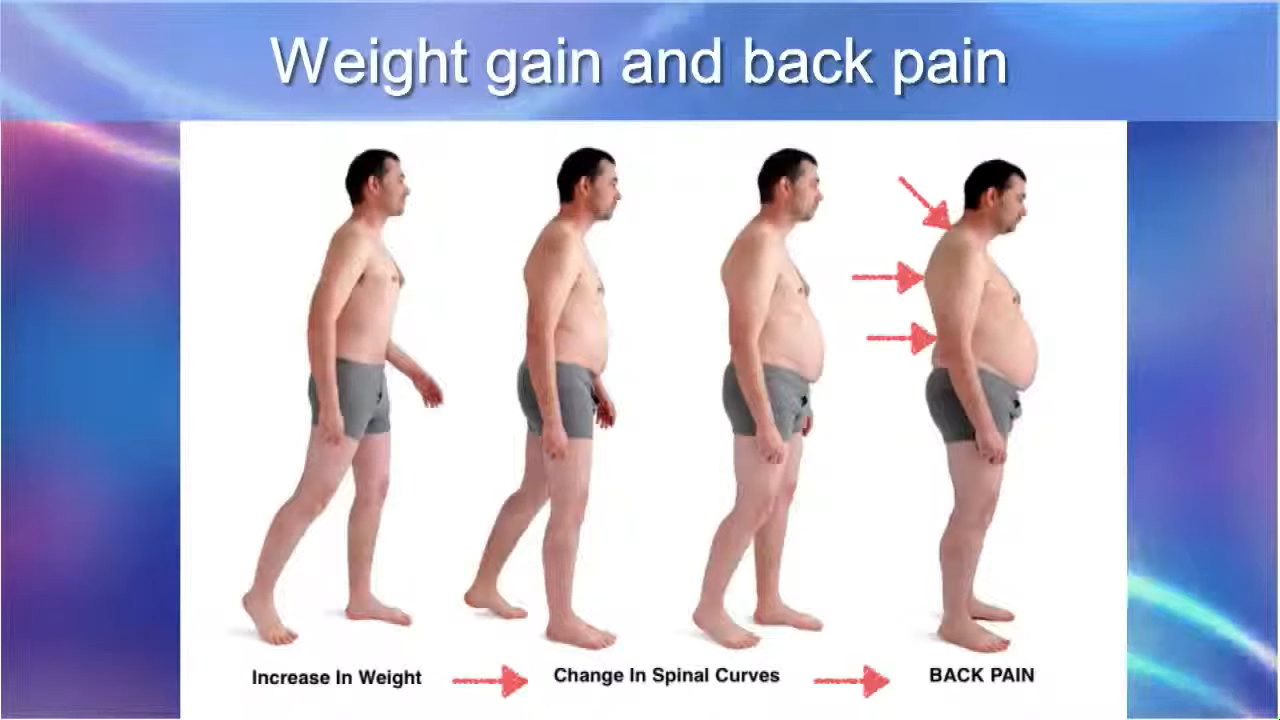 Weight gain and back pain
Increase In Weight
Change In Spinal Curves
BACK PAIN